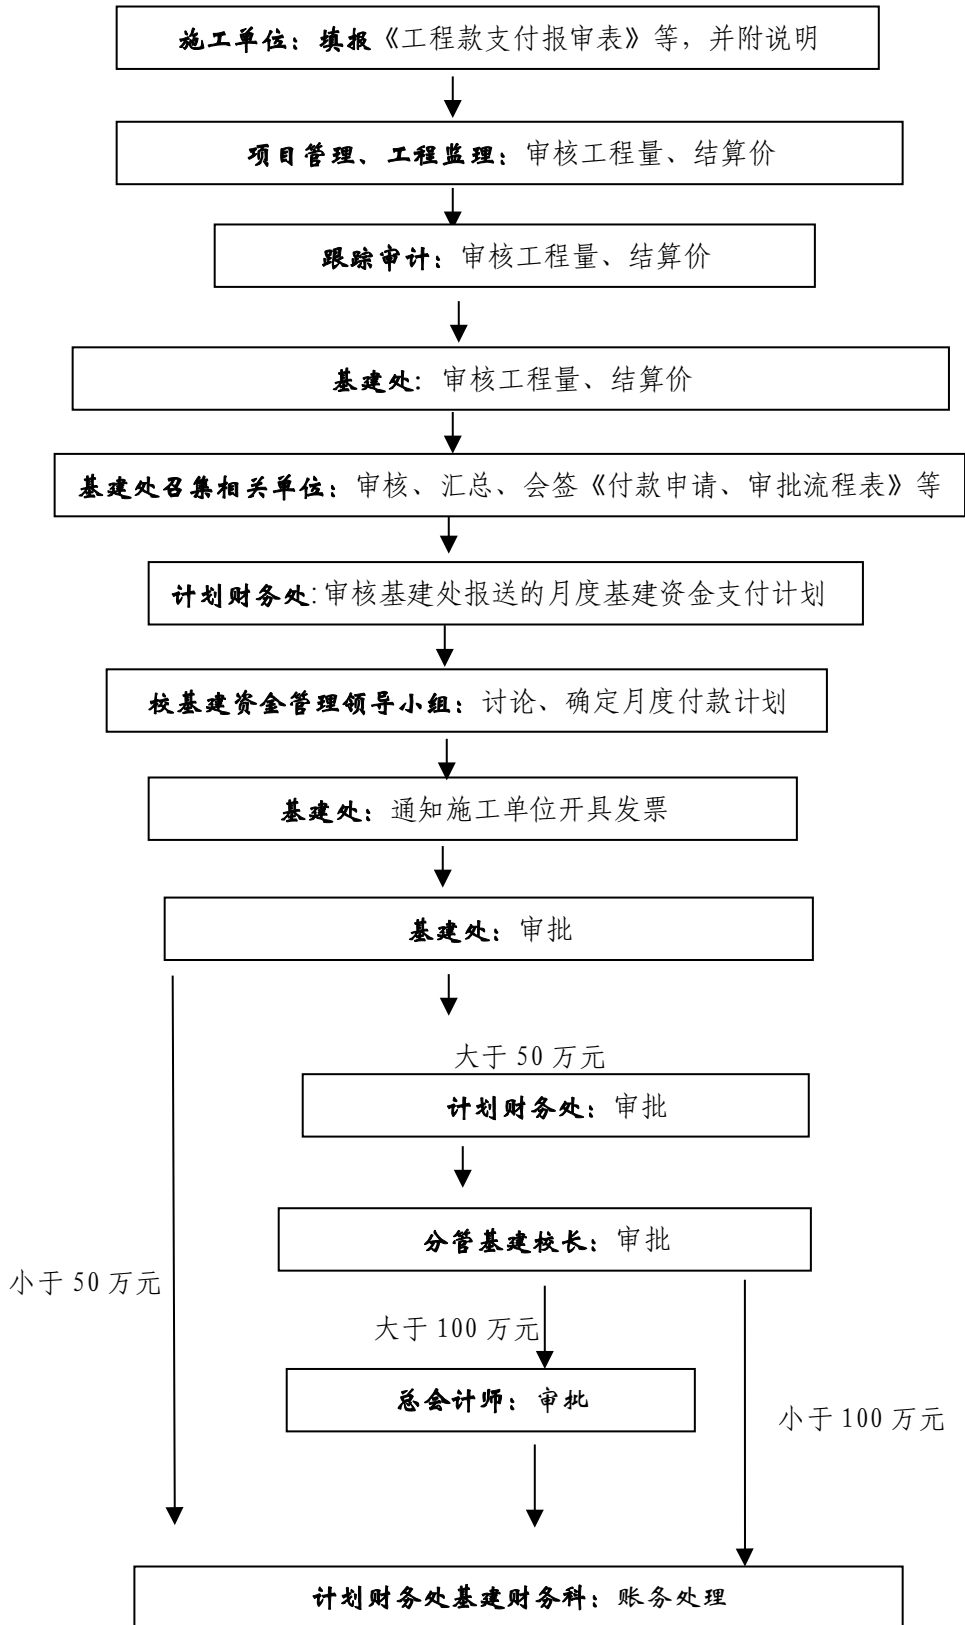 施工单位：填报《工程款支付报审表》等，并附说明
项目管理、工程监理：审核工程量、结算价
跟踪审计：审核工程量、结算价
基建处：审核工程量、结算价
基建处召集相关单位：审核、汇总、会签《付款申请、审批流程表》等
计划财务处：审核基建处报送的月度基建资金支付计划
校基建资金管理领导小组：讨论、确定月度付款计划
基建处：通知施工单位开具发票
基建处：审批
大于 50 万元
计划财务处：审批
分管基建校长：审批
小于 50 万元
大于 100 万元
总会计师：审批
小于 100 万元
计划财务处基建财务科：账务处理